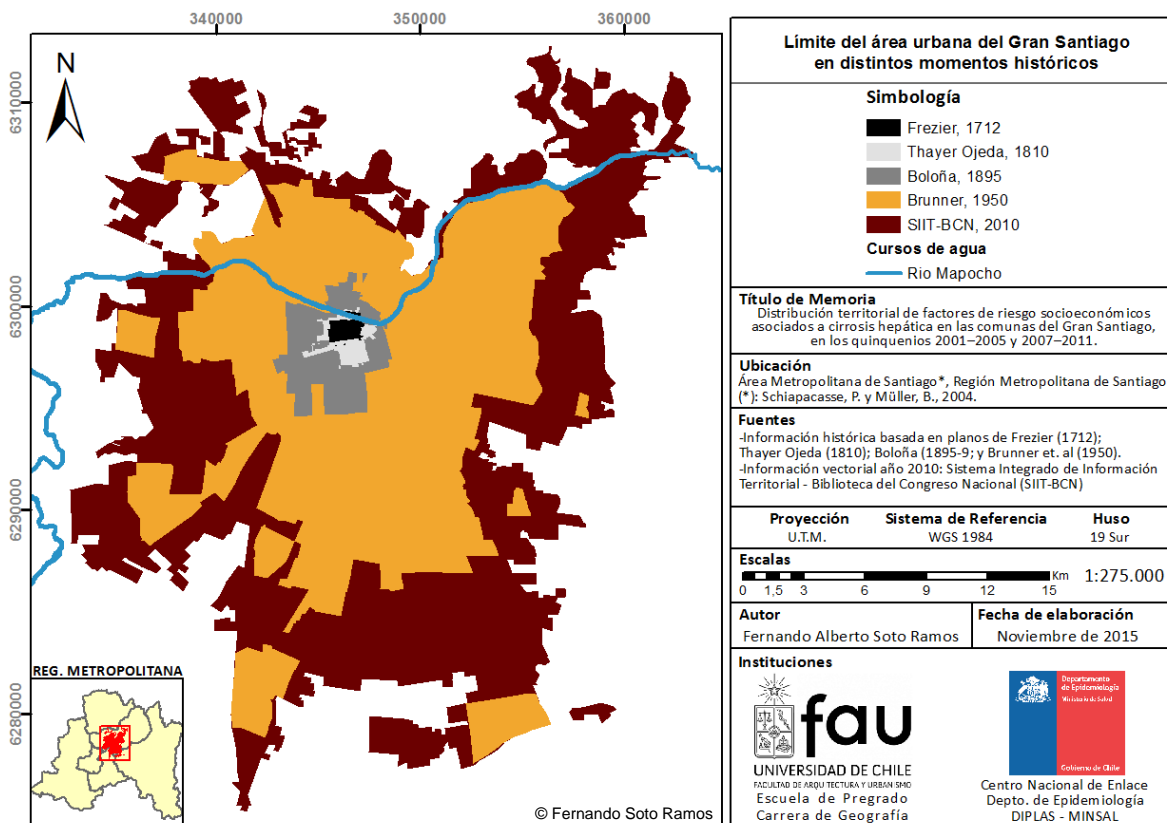 340000
350000
360000
6310000
6300000
6290000
6280000
N
REG. METROPOLITANA
© Fernando Soto Ramos
Límite del área urbana del Gran Santiago
en distintos momentos históricos
Simbología
Frezier, 1712
Thayer Ojeda, 1810
Boloña, 1895
Brunner, 1950
SIIT-BCN, 2010
Cursos de agua
Rio Mapocho
Título de Memoria
Distribución territorial de factores de riesgo socioeconómicos
asociados a cirrosis hepática en las comunas del Gran Santiago,
en los quinquenios 2001–2005 y 2007–2011.
Ubicación
Área Metropolitana de Santiago*, Región Metropolitana de Santiago
(*): Schiapacasse, P. y Müller, B., 2004.
Fuentes
-Información histórica basada en planos de Frezier (1712);
Thayer Ojeda (1810); Boloña (1895-9; y Brunner et. al (1950).
-Información vectorial año 2010: Sistema Integrado de Información
Territorial - Biblioteca del Congreso Nacional (SIIT-BCN)
Proyección Sistema de Referencia Huso
U.T.M. WGS 1984 19 Sur
Escalas
Km 1:275.000
0 1,5 3 6 9 12 15
Autor Fecha de elaboración
Fernando Alberto Soto Ramos Noviembre de 2015
Instituciones
fau
UNIVERSIDAD DE CHILE
FACULTAD DE ARQUITECTURA Y URBANISMO
Escuela de Pregrado
Carrera de Geografía
Departamento
de Epidemiología
Ministerio de Salud
Gobierno de Chile
Centro Nacional de Enlace
Depto. de Epidemiología
DIPLAS - MINSAL